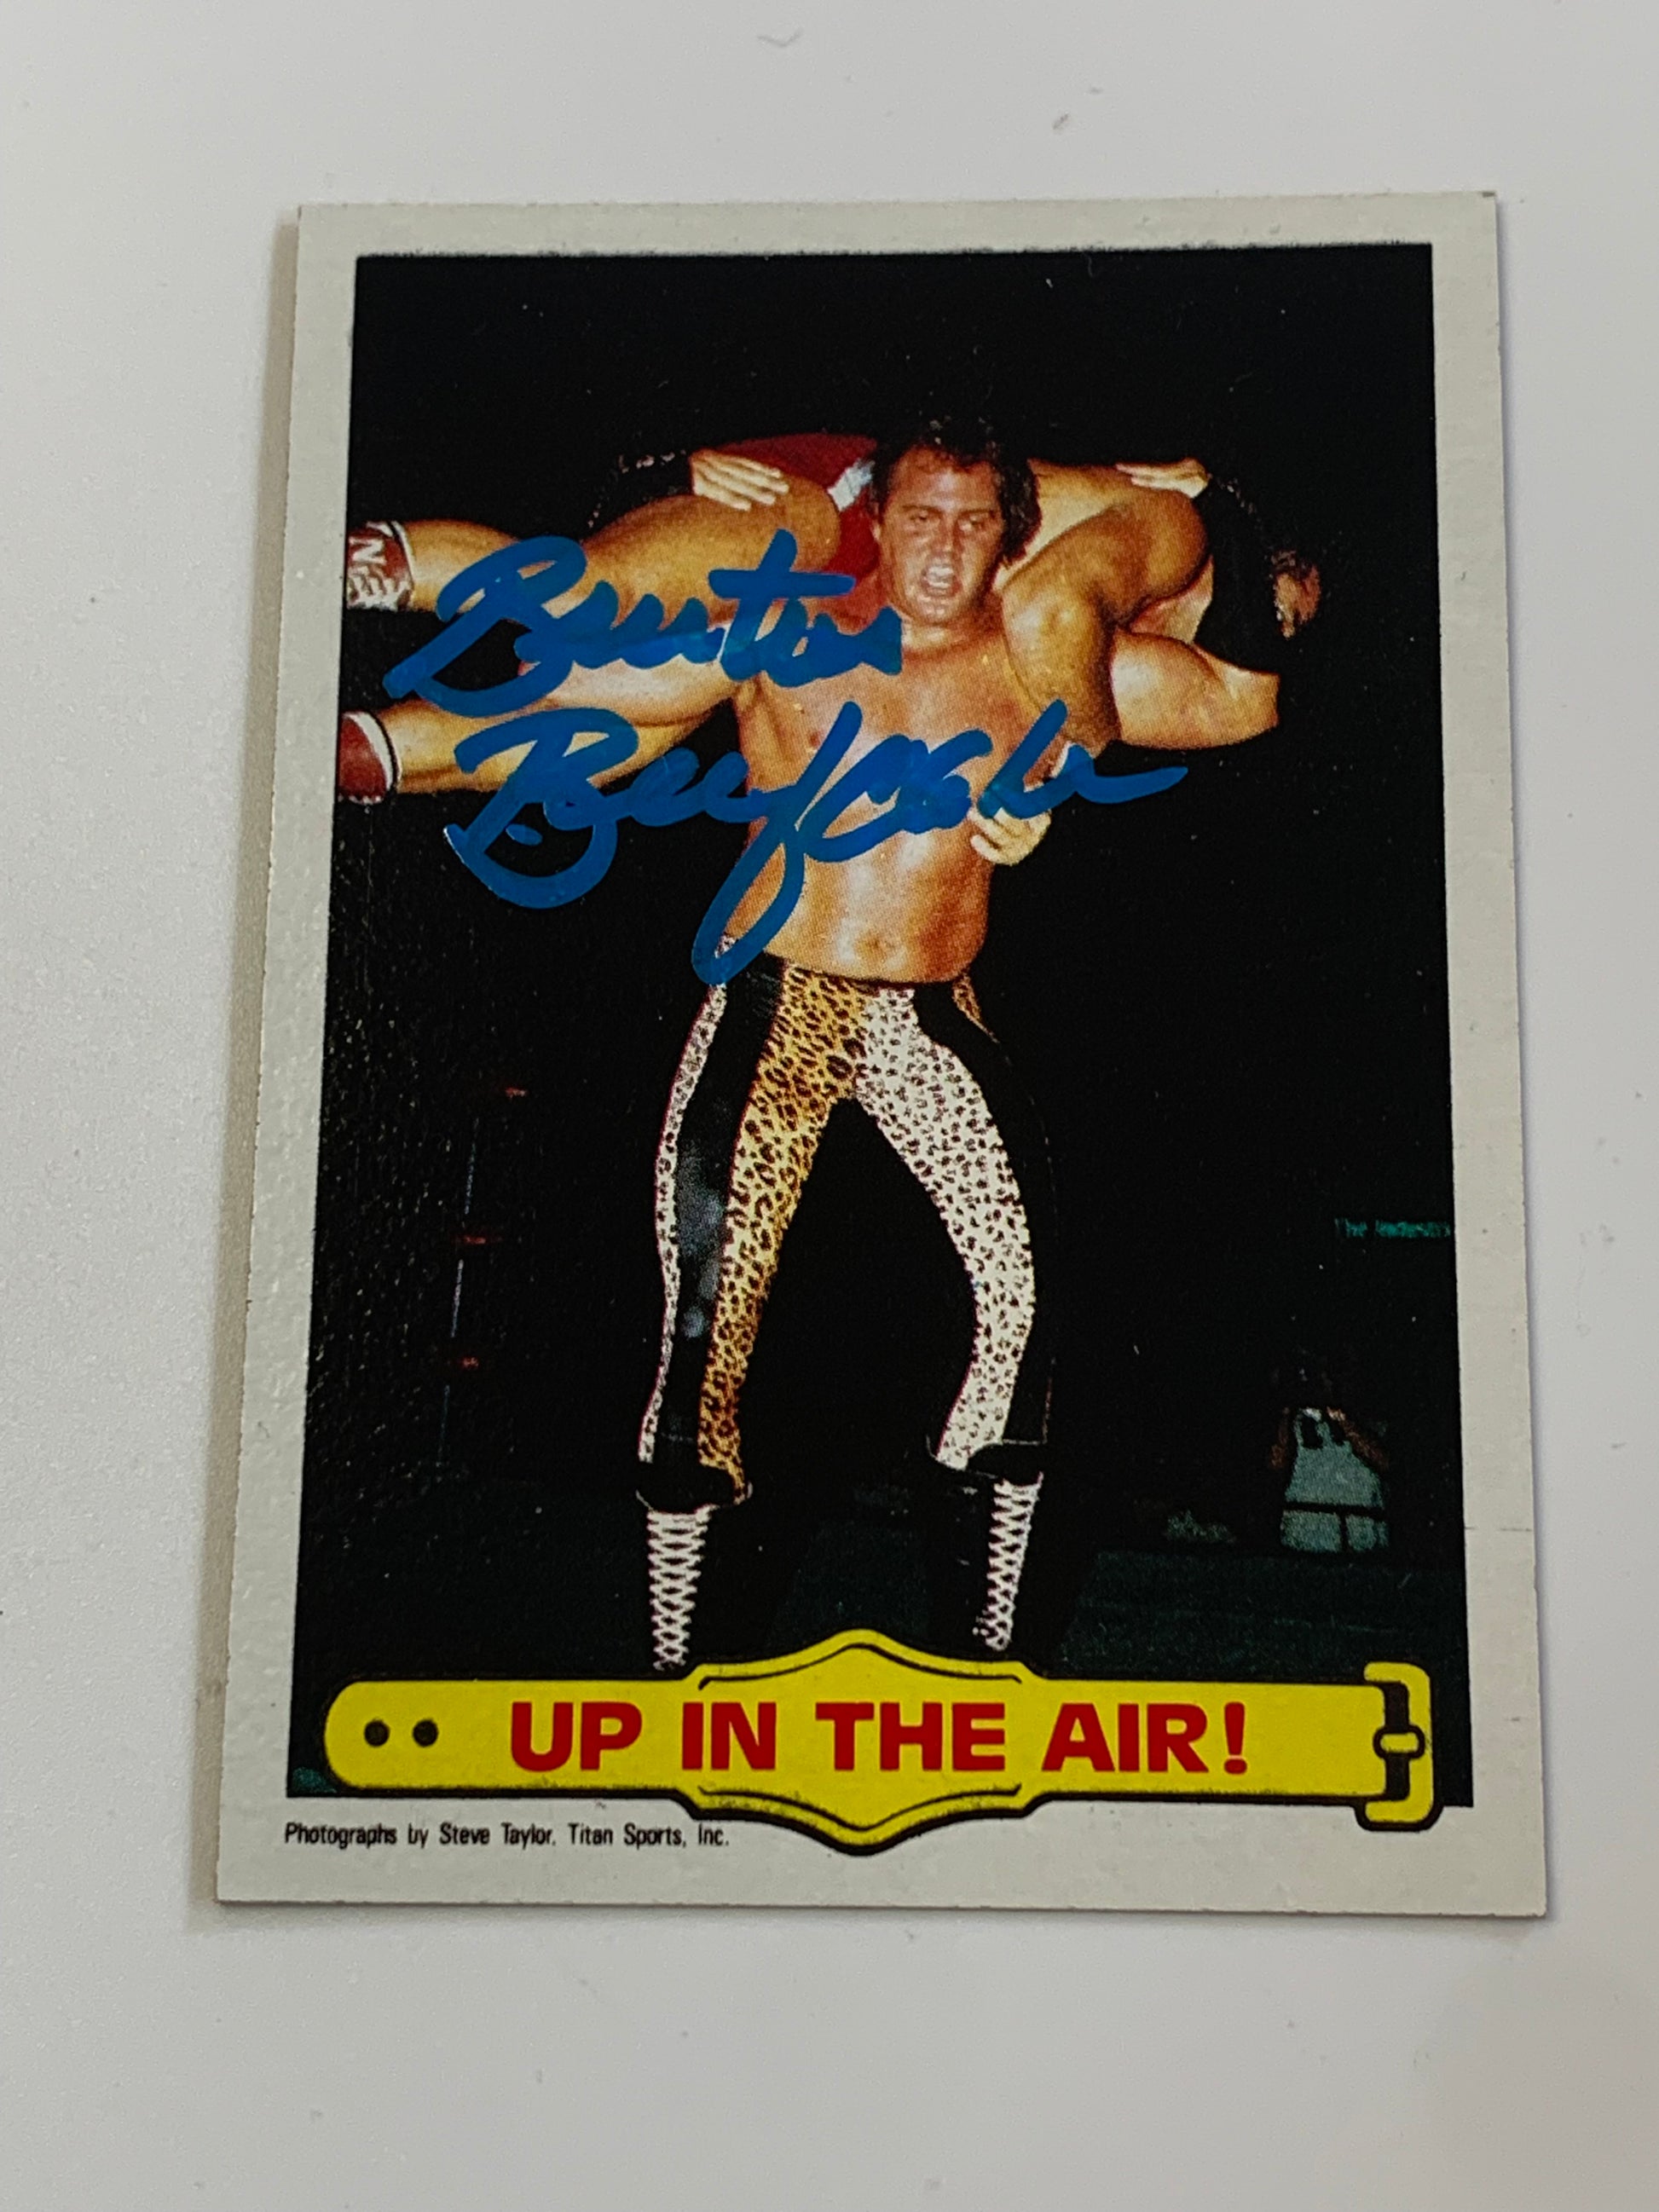 Brutus
Beefcake
UP IN THE AIR!
Photographs by Steve Taylor. Titan Sports, Inc.